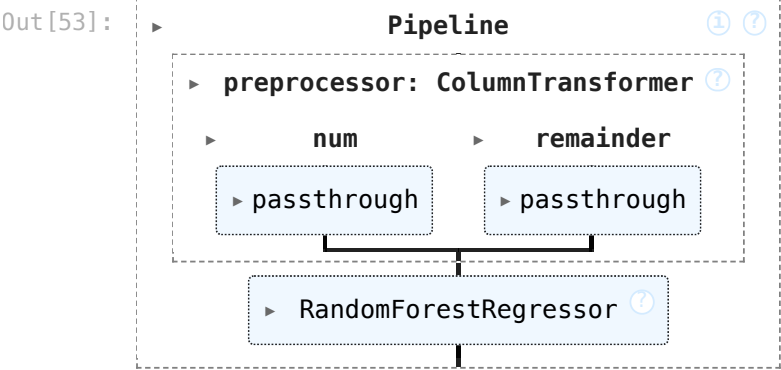 Out[53]:
▸ Pipeline i ?
▸ preprocessor: ColumnTransformer ?
▸ num ▸ remainder
▸ passthrough ▸ passthrough
▸ RandomForestRegressor ?